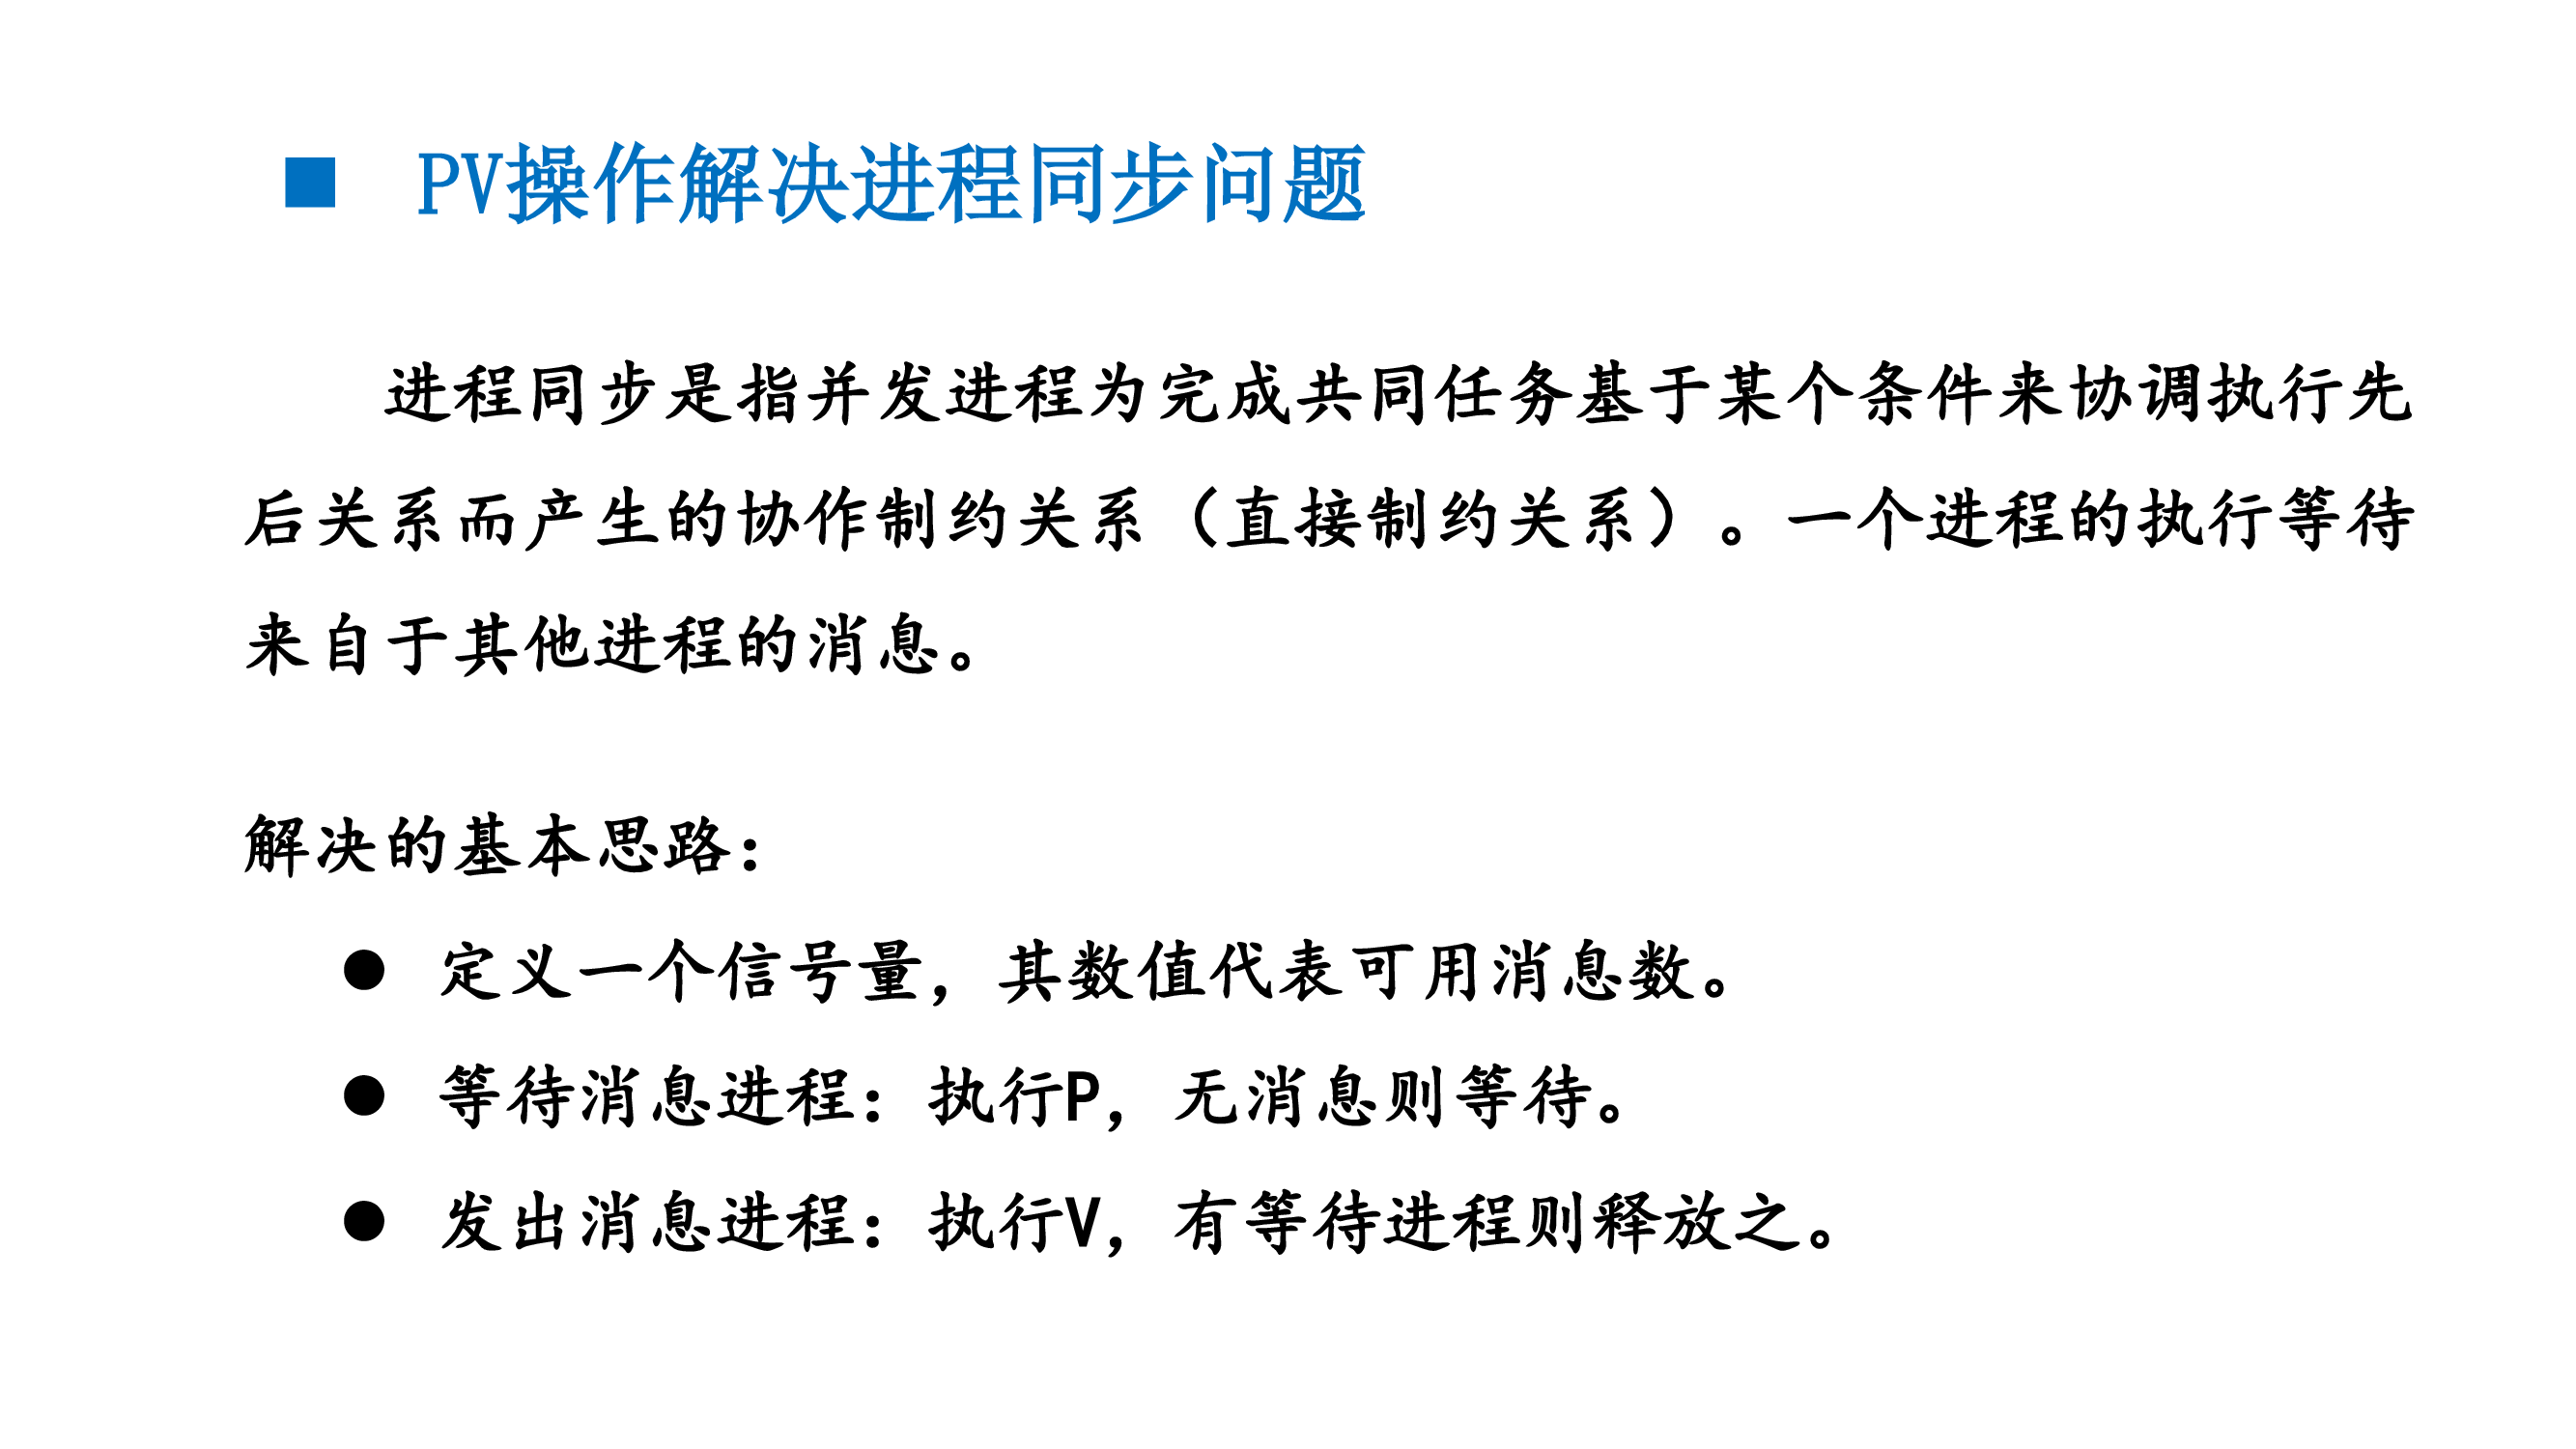 PV操作解决进程同步问题
进程同步是指并发进程为完成共同任务基于某个条件来协调执行先
后关系而产生的协作制约关系（直接制约关系）。一个进程的执行等待
来自于其他进程的消息。
解决的基本思路：
● 定义一个信号量，其数值代表可用消息数。
● 等待消息进程：执行P，无消息则等待。
● 发出消息进程：执行V，有等待进程则释放之。